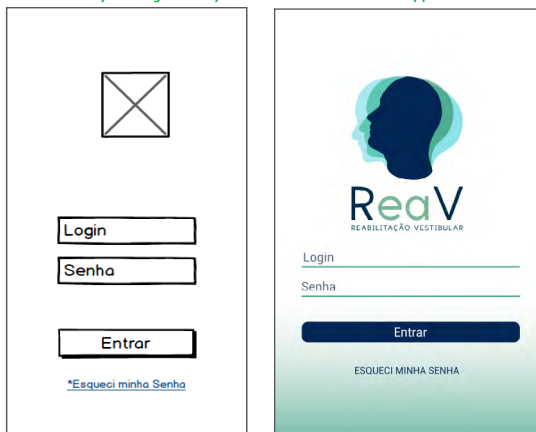 Login
Senha
Entrar
*Esqueci minha Senha
ReaV
REABILITAÇÃO VESTIBULAR
Login
Senha
Entrar
ESQUECI MINHA SENHA